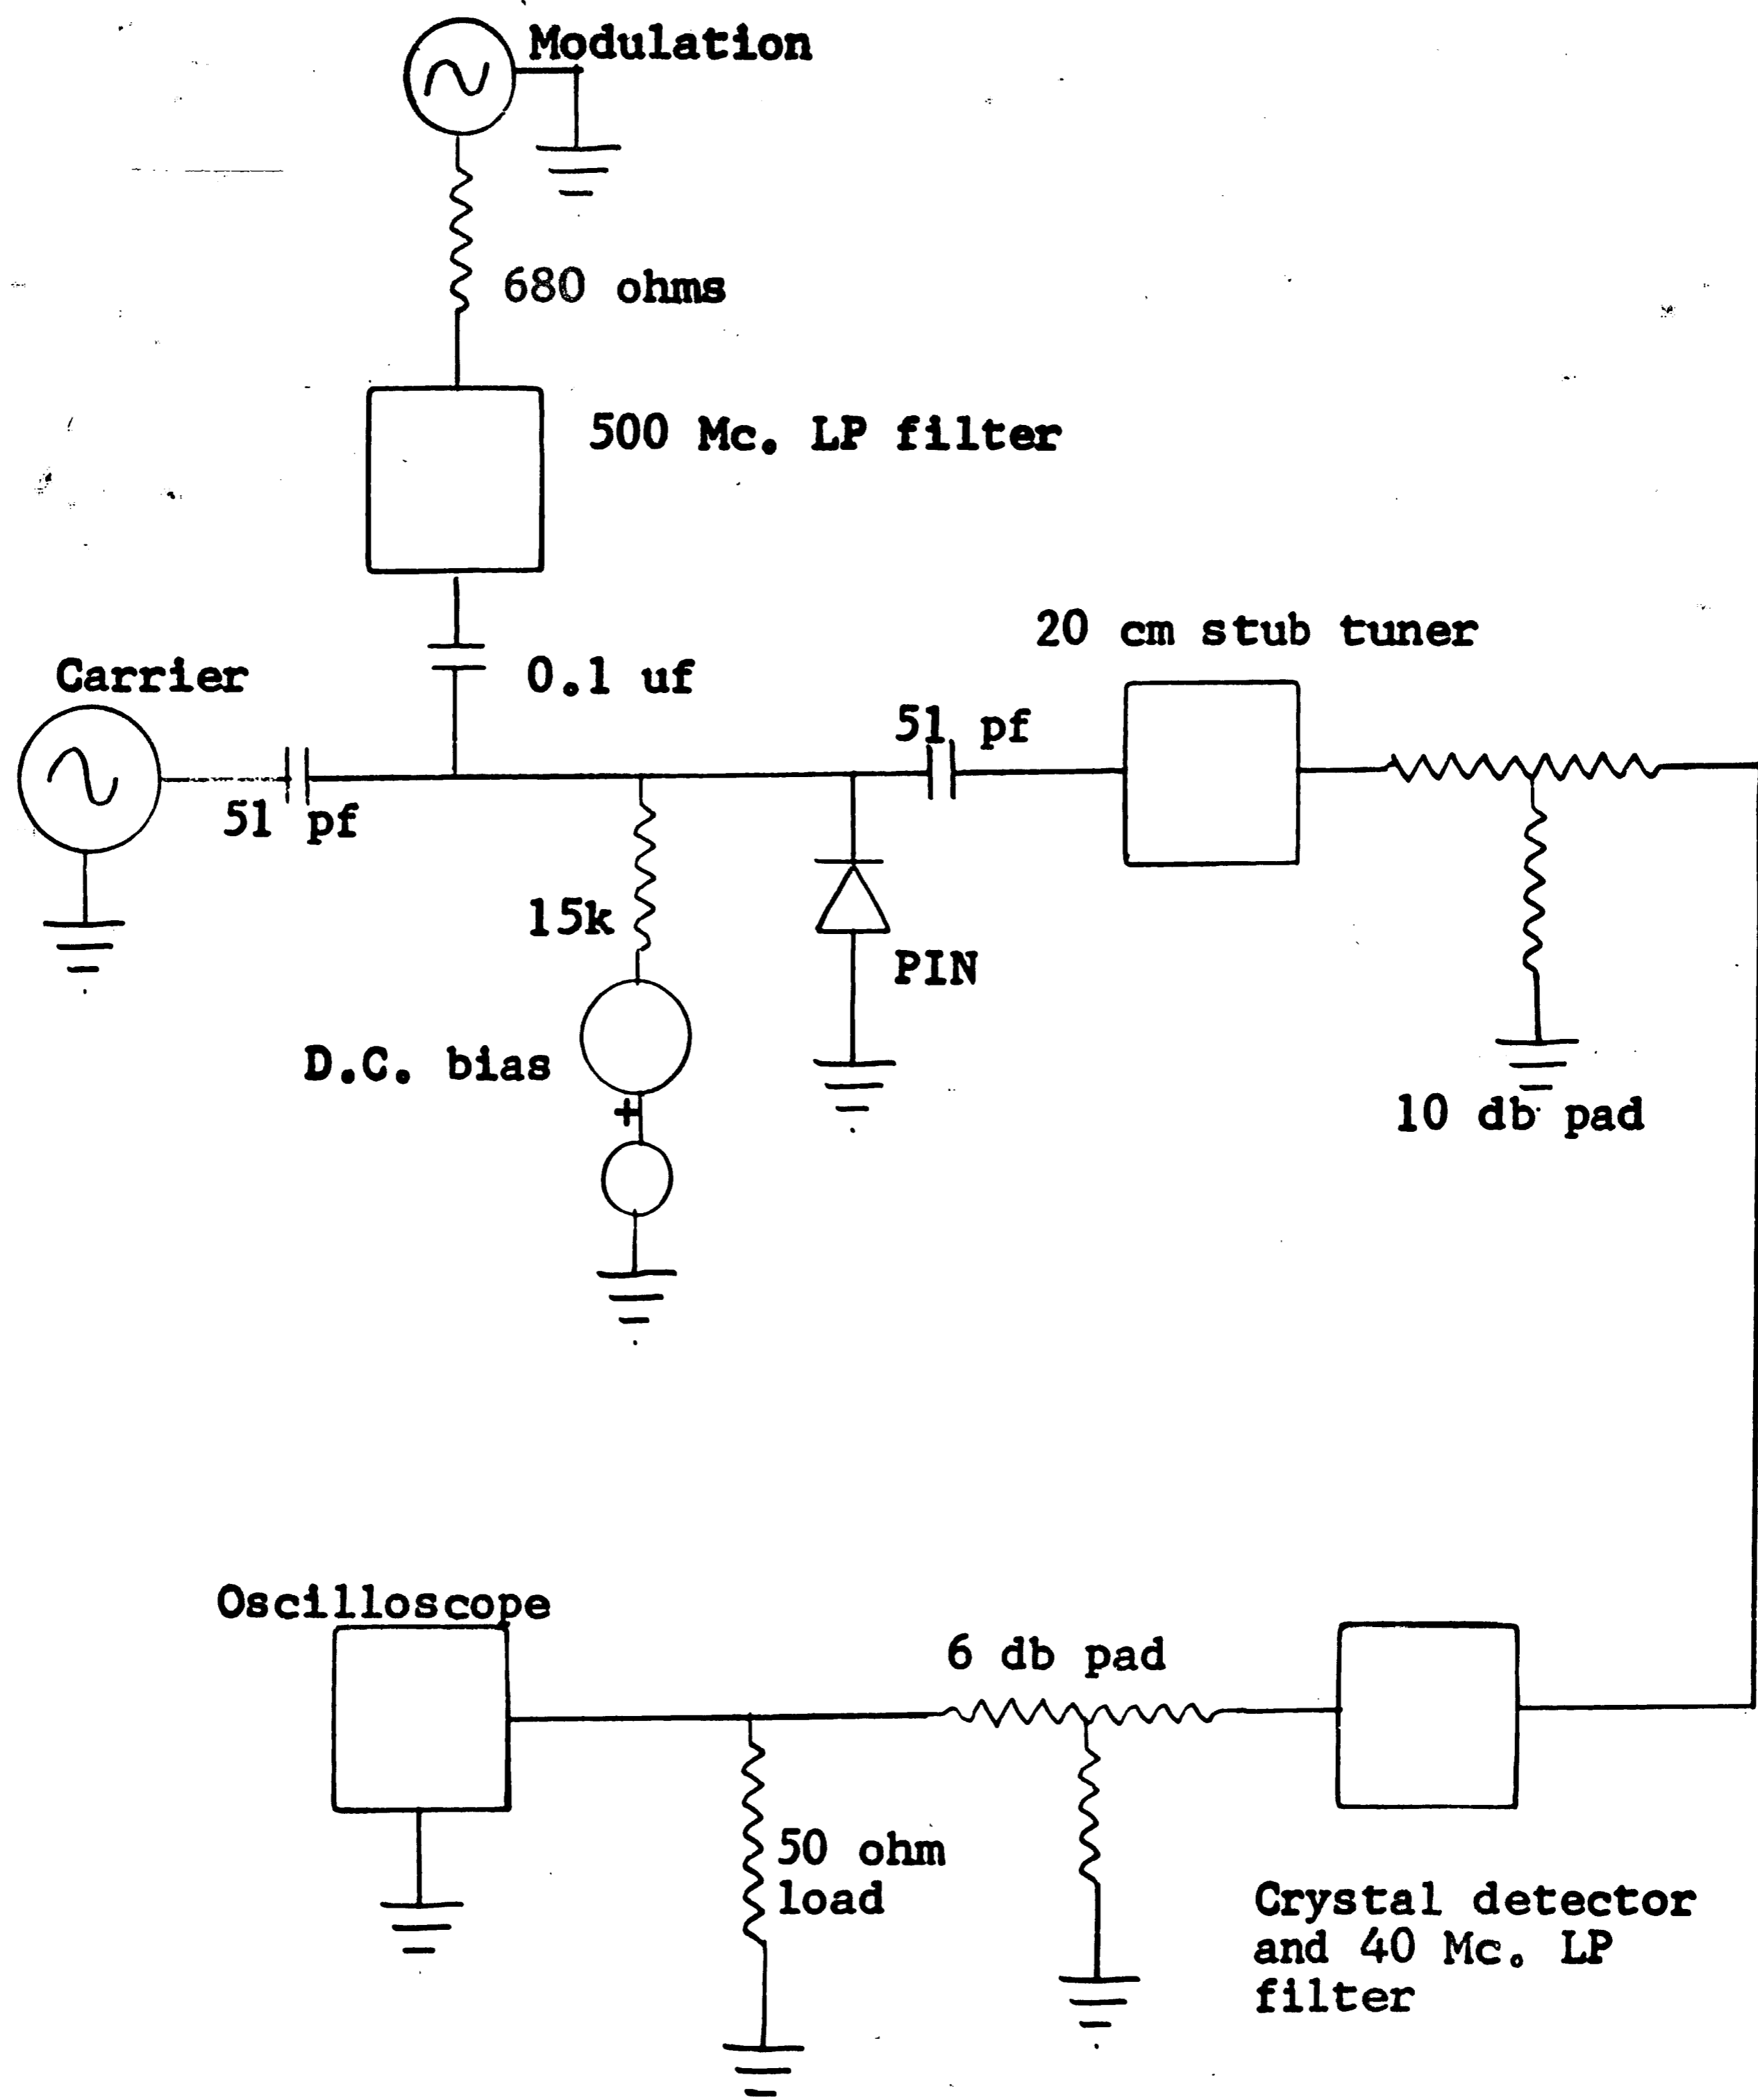 Modulation
680 ohms
500 Mc. LP filter
20 cm stub tuner
Carrier
0.1 uf
51 pf
51 pf
15k
PIN
D.C. bias
+
10 db pad
Oscilloscope
6 db pad
50 ohm
load
Crystal detector
and 40 Mc. LP
filter